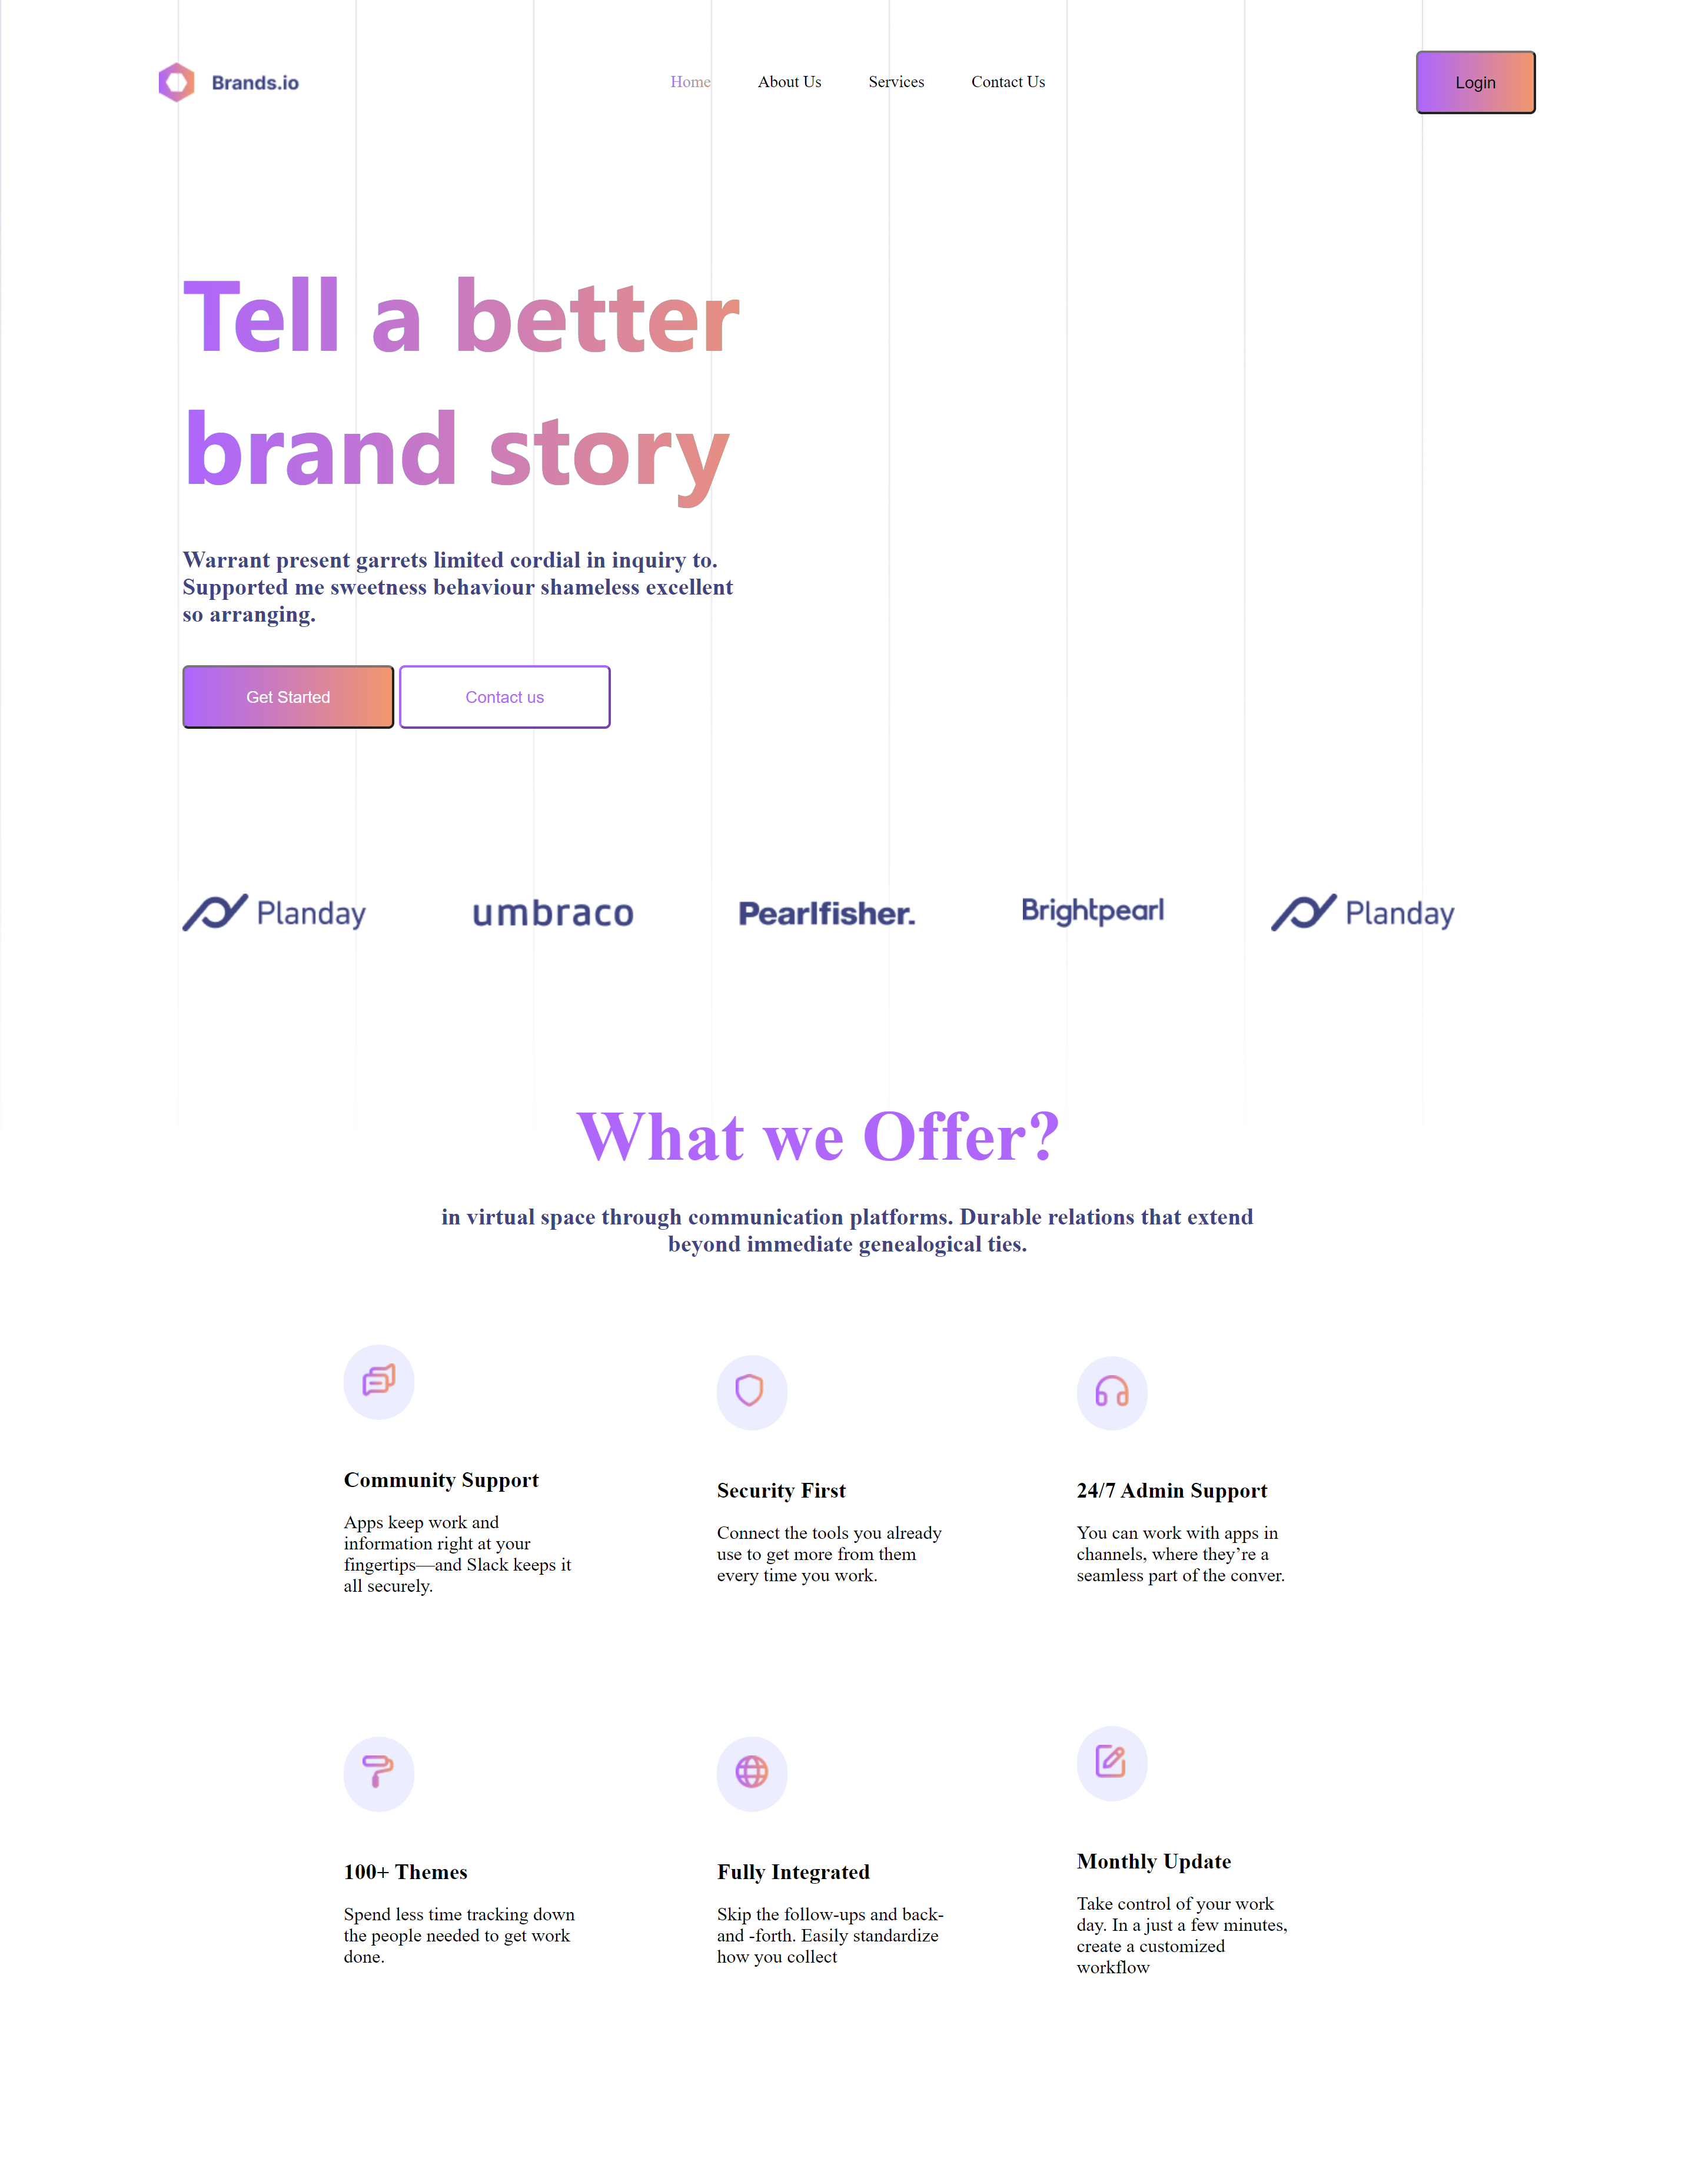 Brands.io
Home
About Us
Services
Contact Us
Login
Tell a better
brand story
Warrant present garrets limited cordial in inquiry to.
Supported me sweetness behaviour shameless excellent
so arranging.
Get Started
Contact us
Planday
umbraco
Pearlfisher.
Brightpearl
Planday
What we Offer?
in virtual space through communication platforms. Durable relations that extend
beyond immediate genealogical ties.
Community Support
Apps keep work and
information right at your
fingertips—and Slack keeps it
all securely.
Security First
Connect the tools you already
use to get more from them
every time you work.
24/7 Admin Support
You can work with apps in
channels, where they’re a
seamless part of the conver.
100+ Themes
Spend less time tracking down
the people needed to get work
done.
Fully Integrated
Skip the follow-ups and back-
and -forth. Easily standardize
how you collect
Monthly Update
Take control of your work
day. In a just a few minutes,
create a customized
workflow